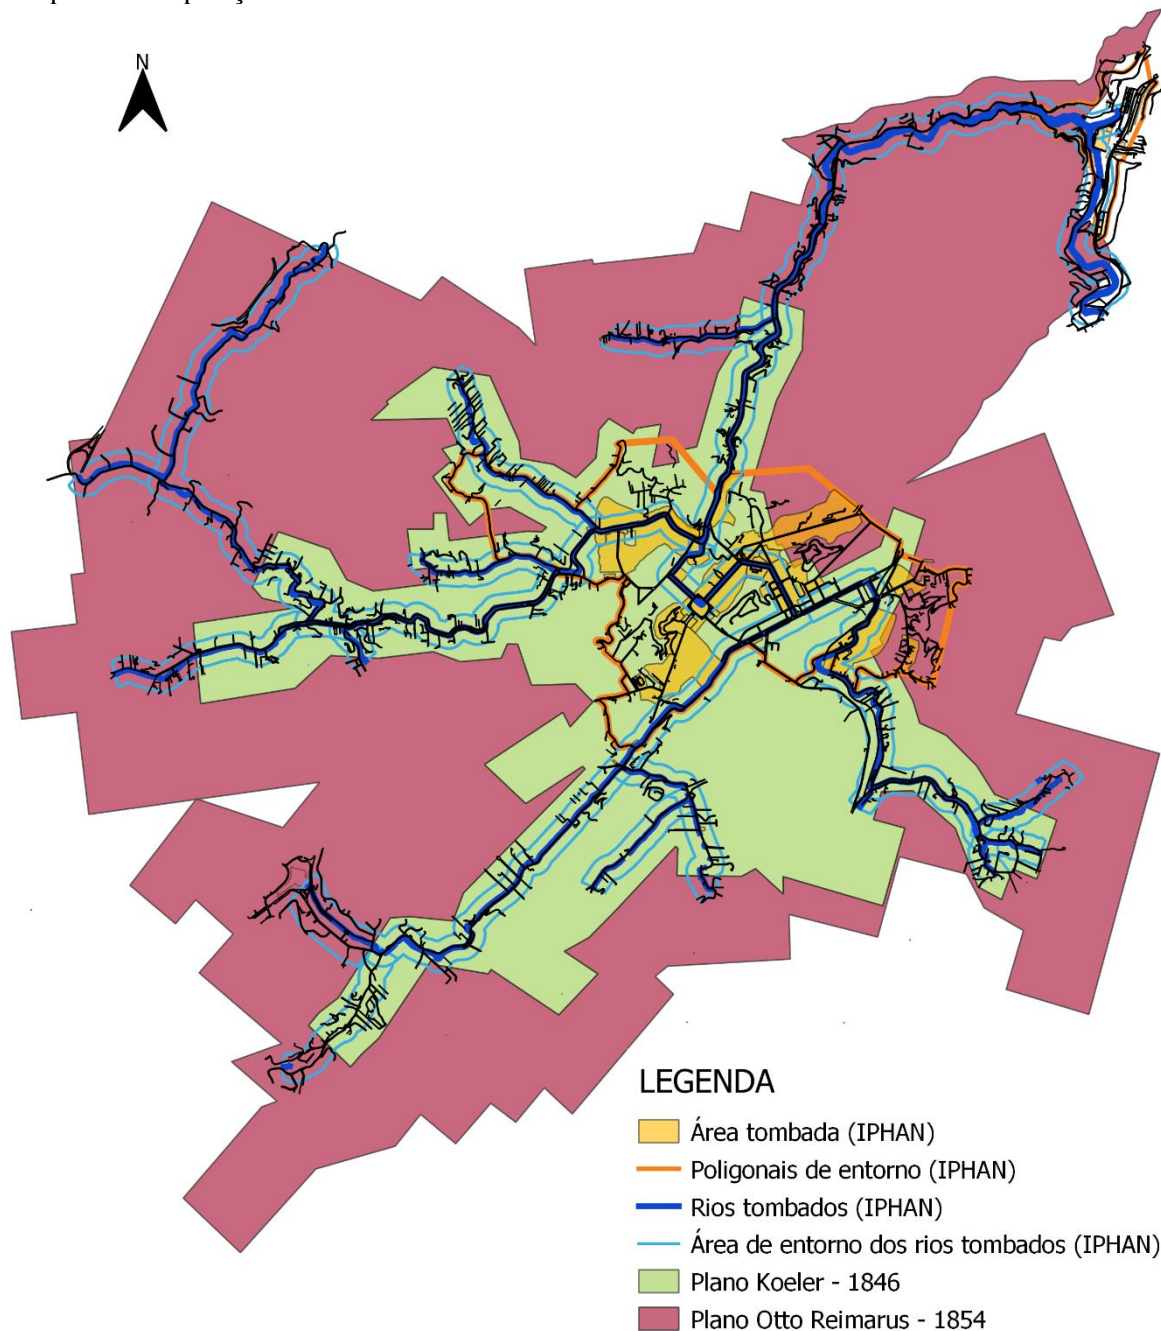 N
LEGENDA
Área tombada (IPHAN)
Poligonais de entorno (IPHAN)
Rios tombados (IPHAN)
Área de entorno dos rios tombados (IPHAN)
Plano Koeler - 1846
Plano Otto Reimarus - 1854